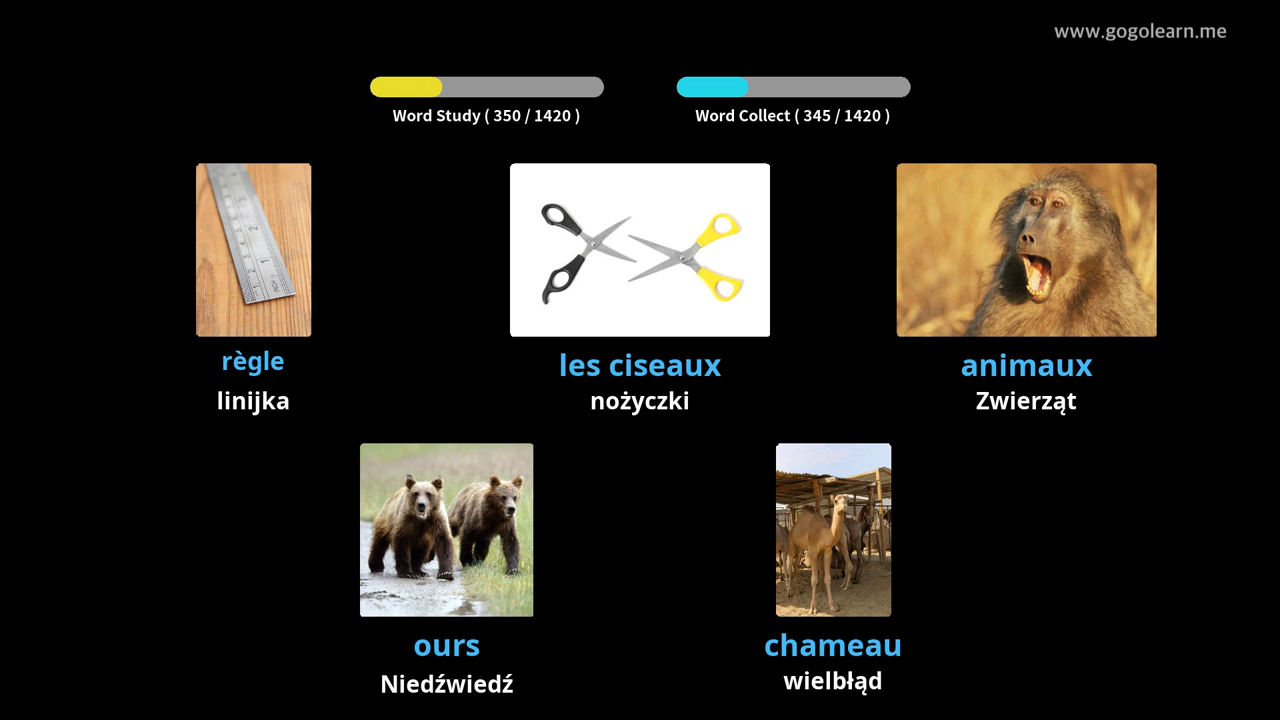 www.gogolearn.me
Word Study ( 350 / 1420 )
Word Collect ( 345 / 1420 )
règle
linijka
les ciseaux
nożyczki
animaux
Zwierząt
ours
Niedźwiedź
chameau
wielbłąd